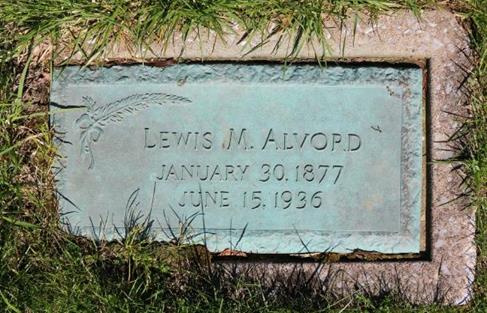 Lewis M. Alvord
January 30, 1877
June 15, 1936